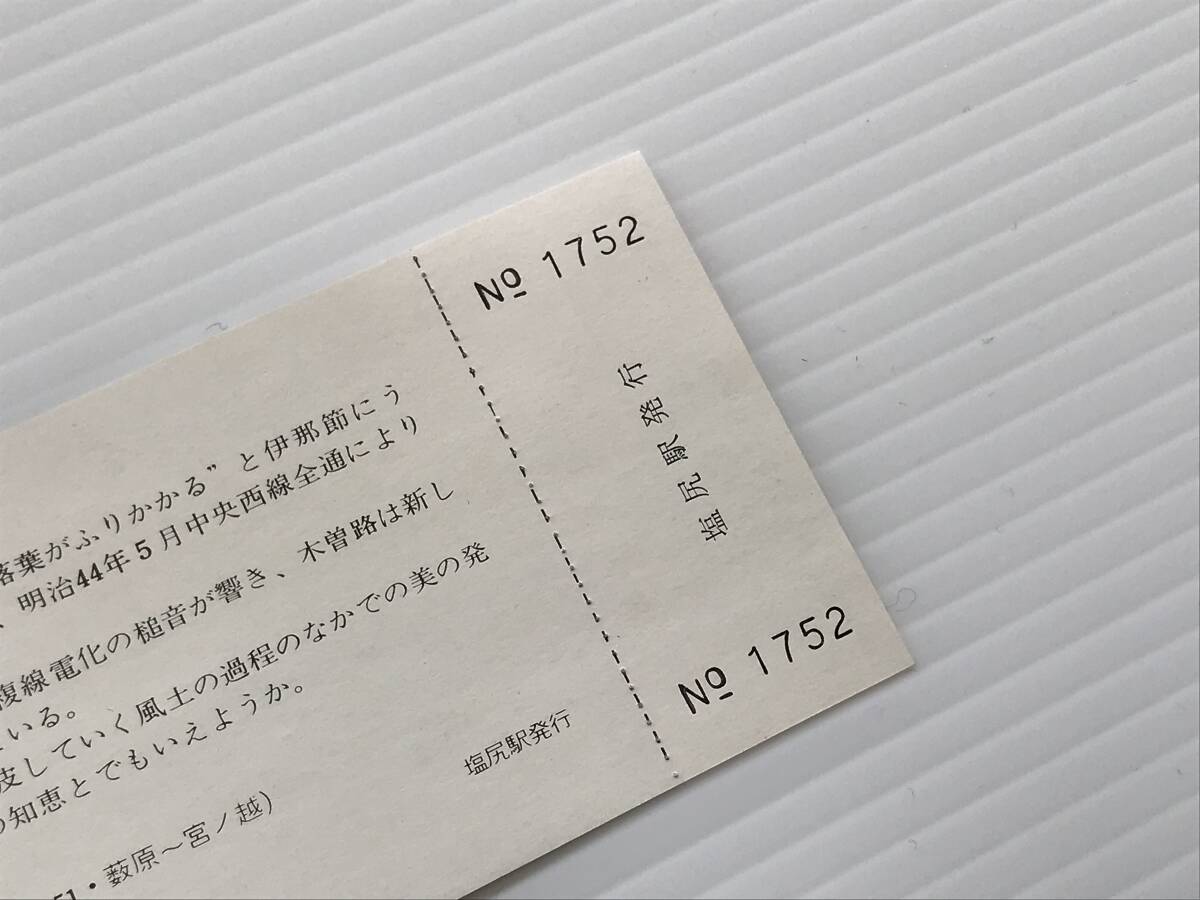 落葉がふりかかる”と伊那節にう
、明治44年5月中央西線全通により
複線電化の槌音が響き、木曽路は新し
いる。
皮していく風土の過程のなかでの美の発
の知恵とでもいえようか。
51・藪原～宮ノ越)
塩尻駅発行
No 1752
塩尻駅発行
No 1752